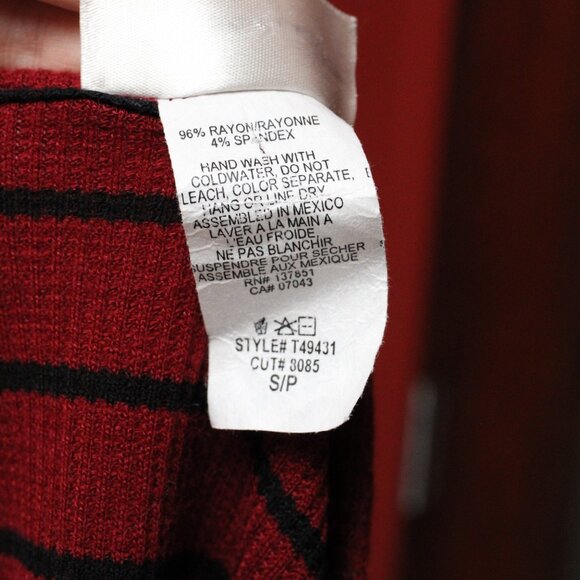 96% RAYON/RAYONNE
4% SPANDEX
HAND WASH WITH
COLDWATER, DO NOT
LEACH, COLOR SEPARATE,
HANG OR LINE DRY
ASSEMBLED IN MEXICO
LAVER A LA MAIN A
L'EAU FROIDE,
NE PAS BLANCHIR
SUSPENDRE POUR SECHER
ASSEMBLE AUX MEXIQUE
RN# 137851
CA# 07043
STYLE# T49431
CUT# 8085
S/P